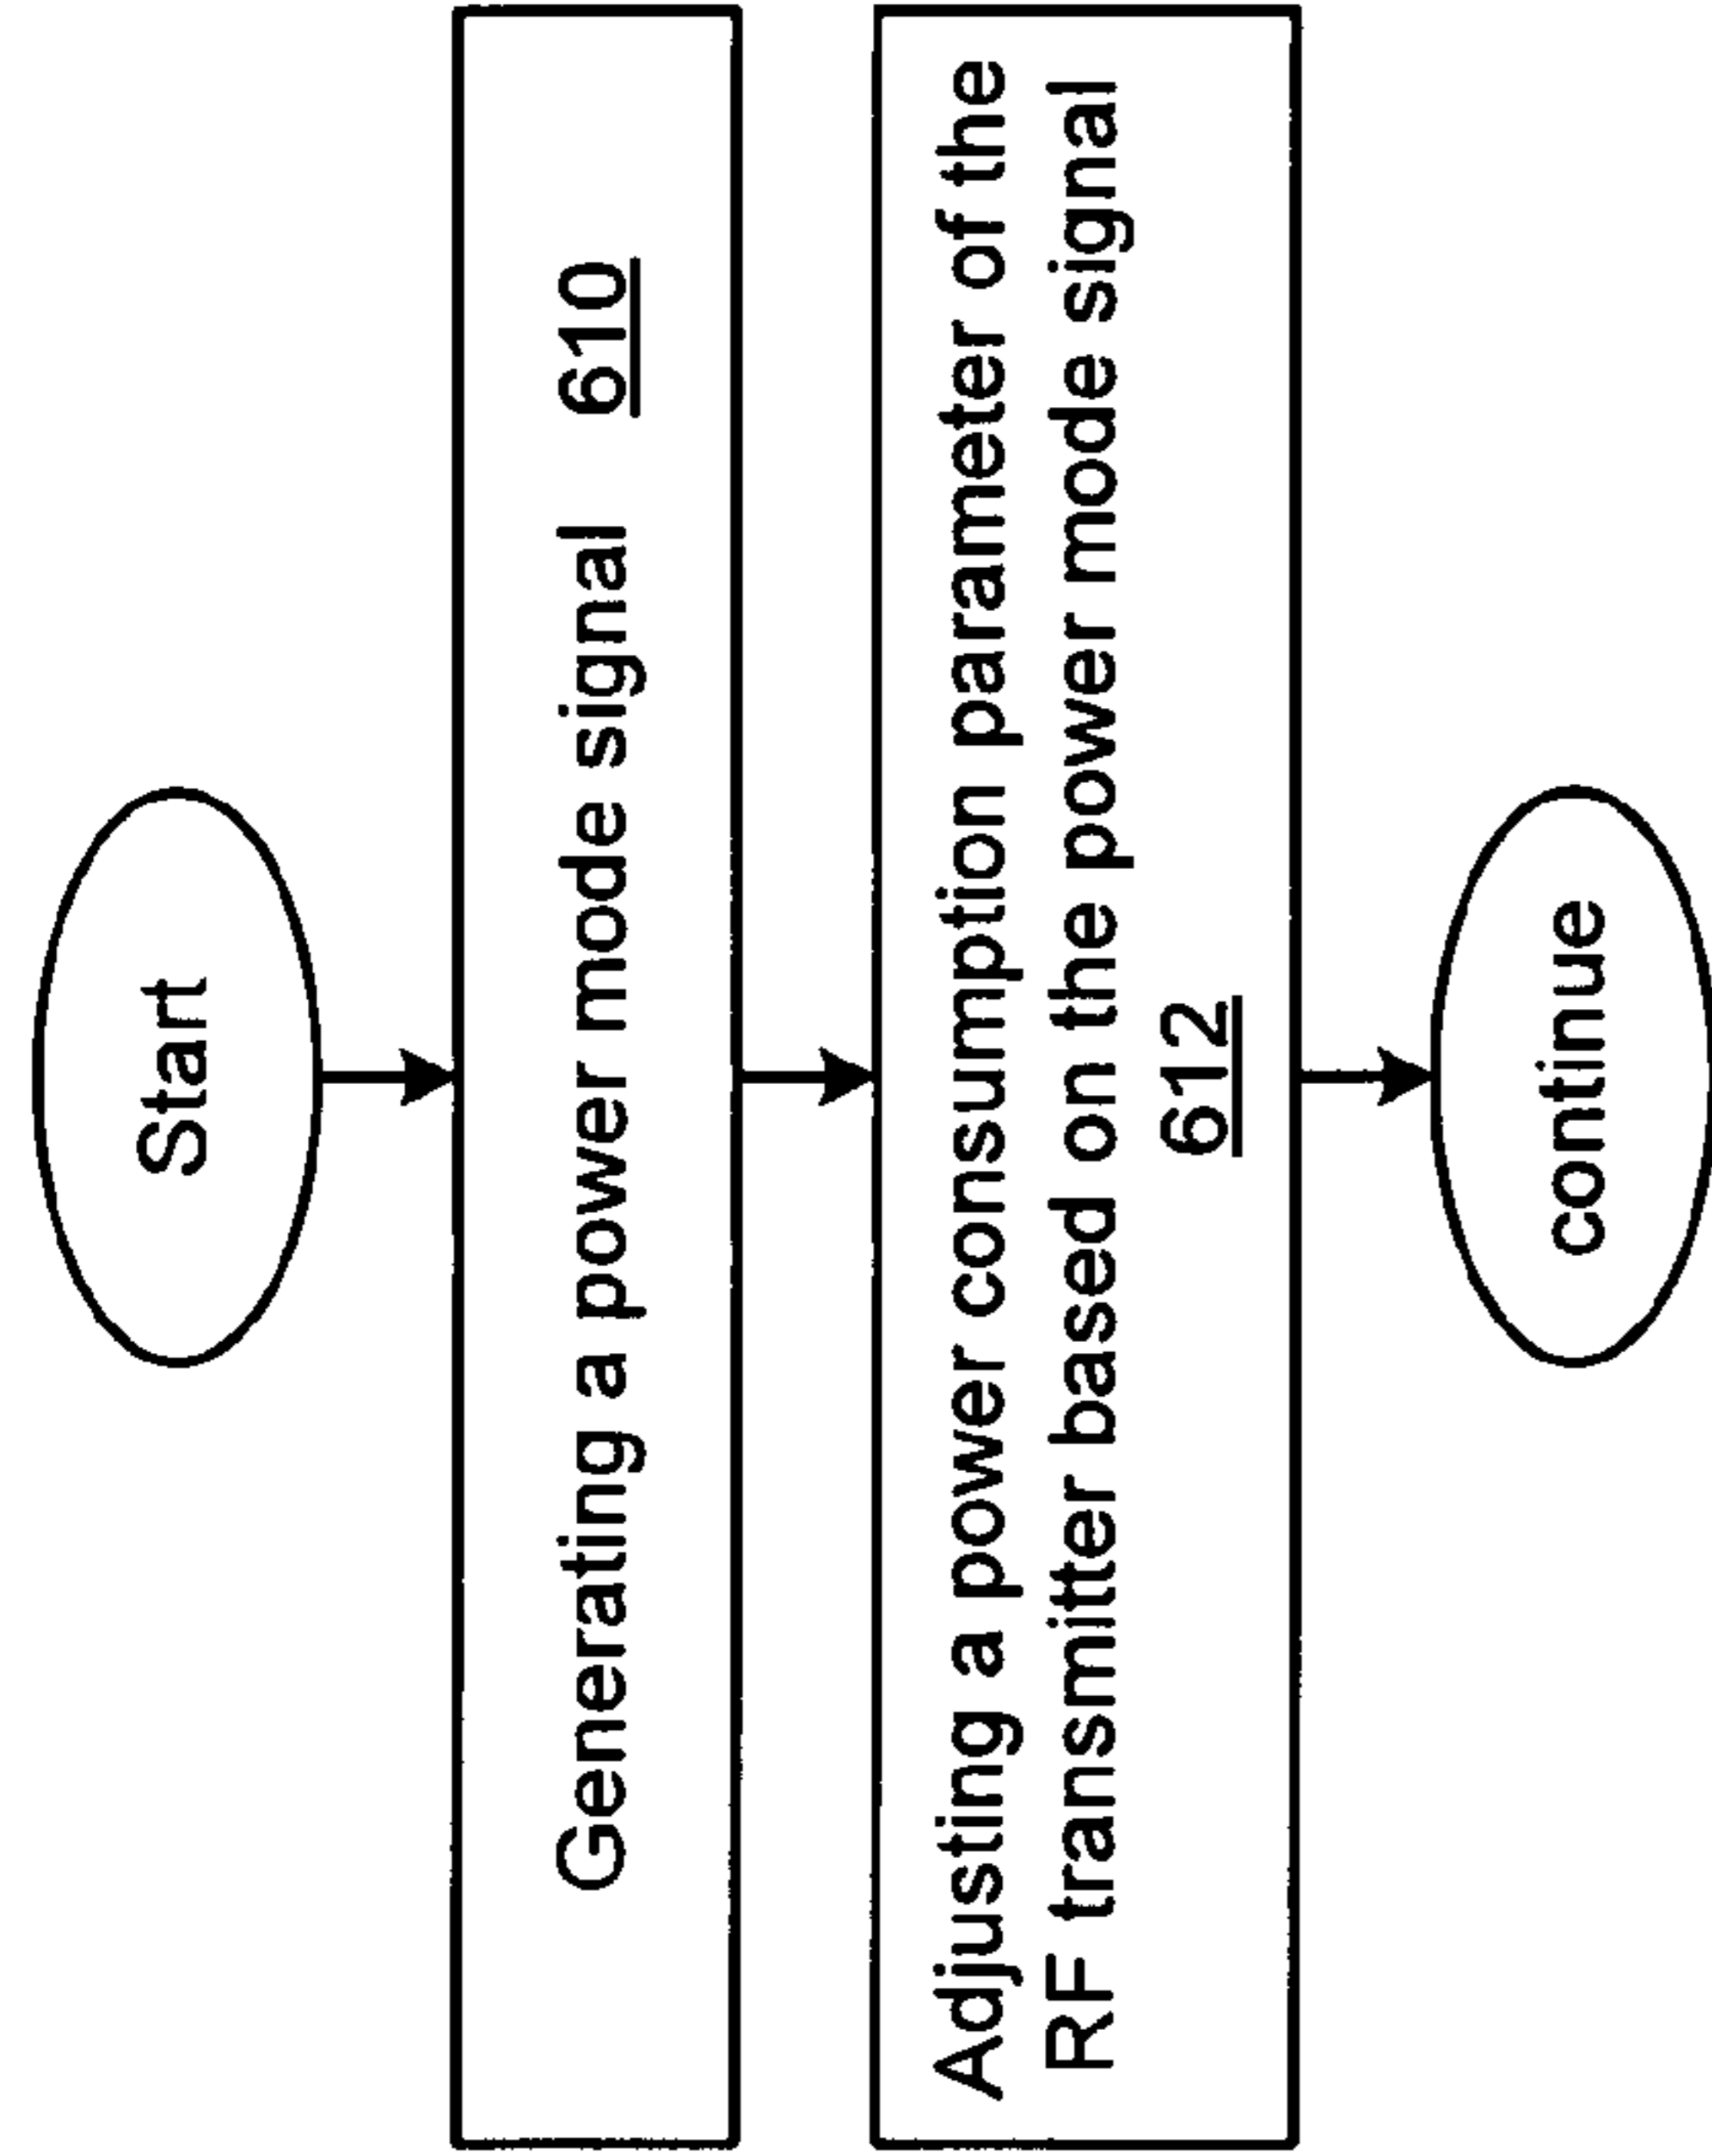 Start
Generating a power mode signal 610
Adjusting a power consumption parameter of the
RF transmitter based on the power mode signal
612
continue